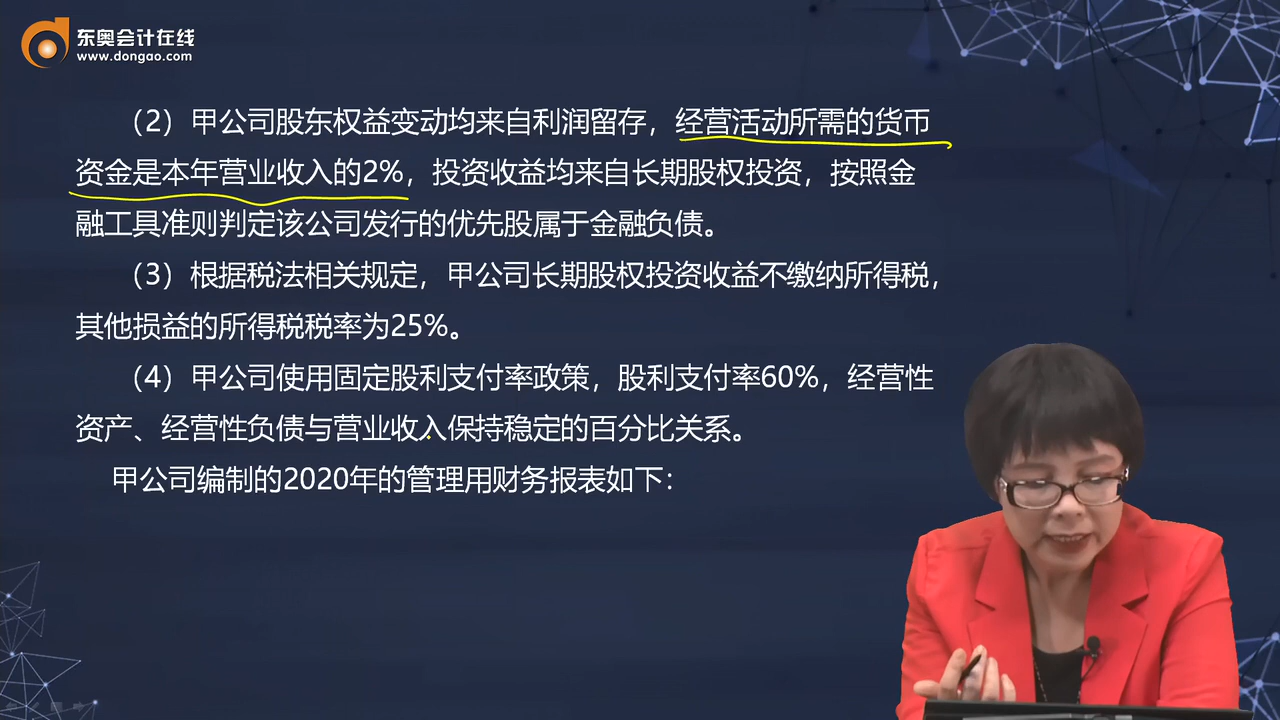 东奥会计在线
www.dongao.com
（2）甲公司股东权益变动均来自利润留存，经营活动所需的货币
资金是本年营业收入的2%，投资收益均来自长期股权投资，按照金
融工具准则判定该公司发行的优先股属于金融负债。
（3）根据税法相关规定，甲公司长期股权投资收益不缴纳所得税，
其他损益的所得税税率为25%。
（4）甲公司使用固定股利支付率政策，股利支付率60%，经营性
资产、经营性负债与营业收入保持稳定的百分比关系。
甲公司编制的2020年的管理用财务报表如下：